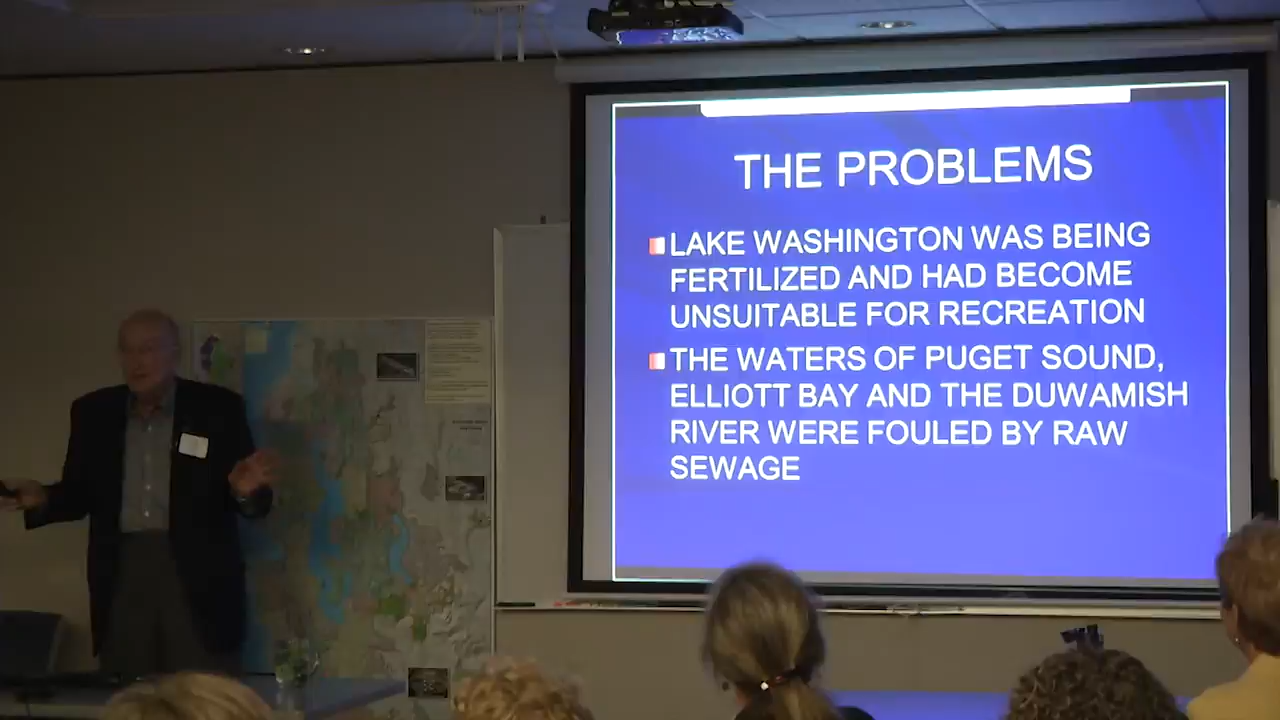 THE PROBLEMS
LAKE WASHINGTON WAS BEING
FERTILIZED AND HAD BECOME
UNSUITABLE FOR RECREATION
THE WATERS OF PUGET SOUND,
ELLIOTT BAY AND THE DUWAMISH
RIVER WERE FOULED BY RAW
SEWAGE